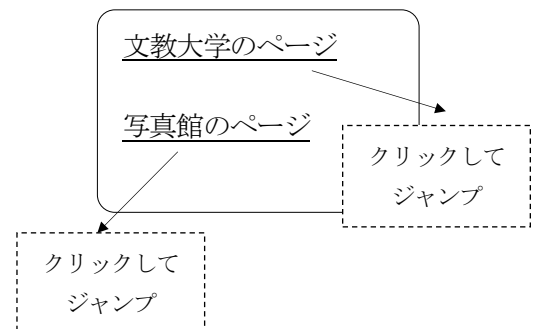 文教大学のページ
写真館のページ
クリックして
ジャンプ
クリックして
ジャンプ